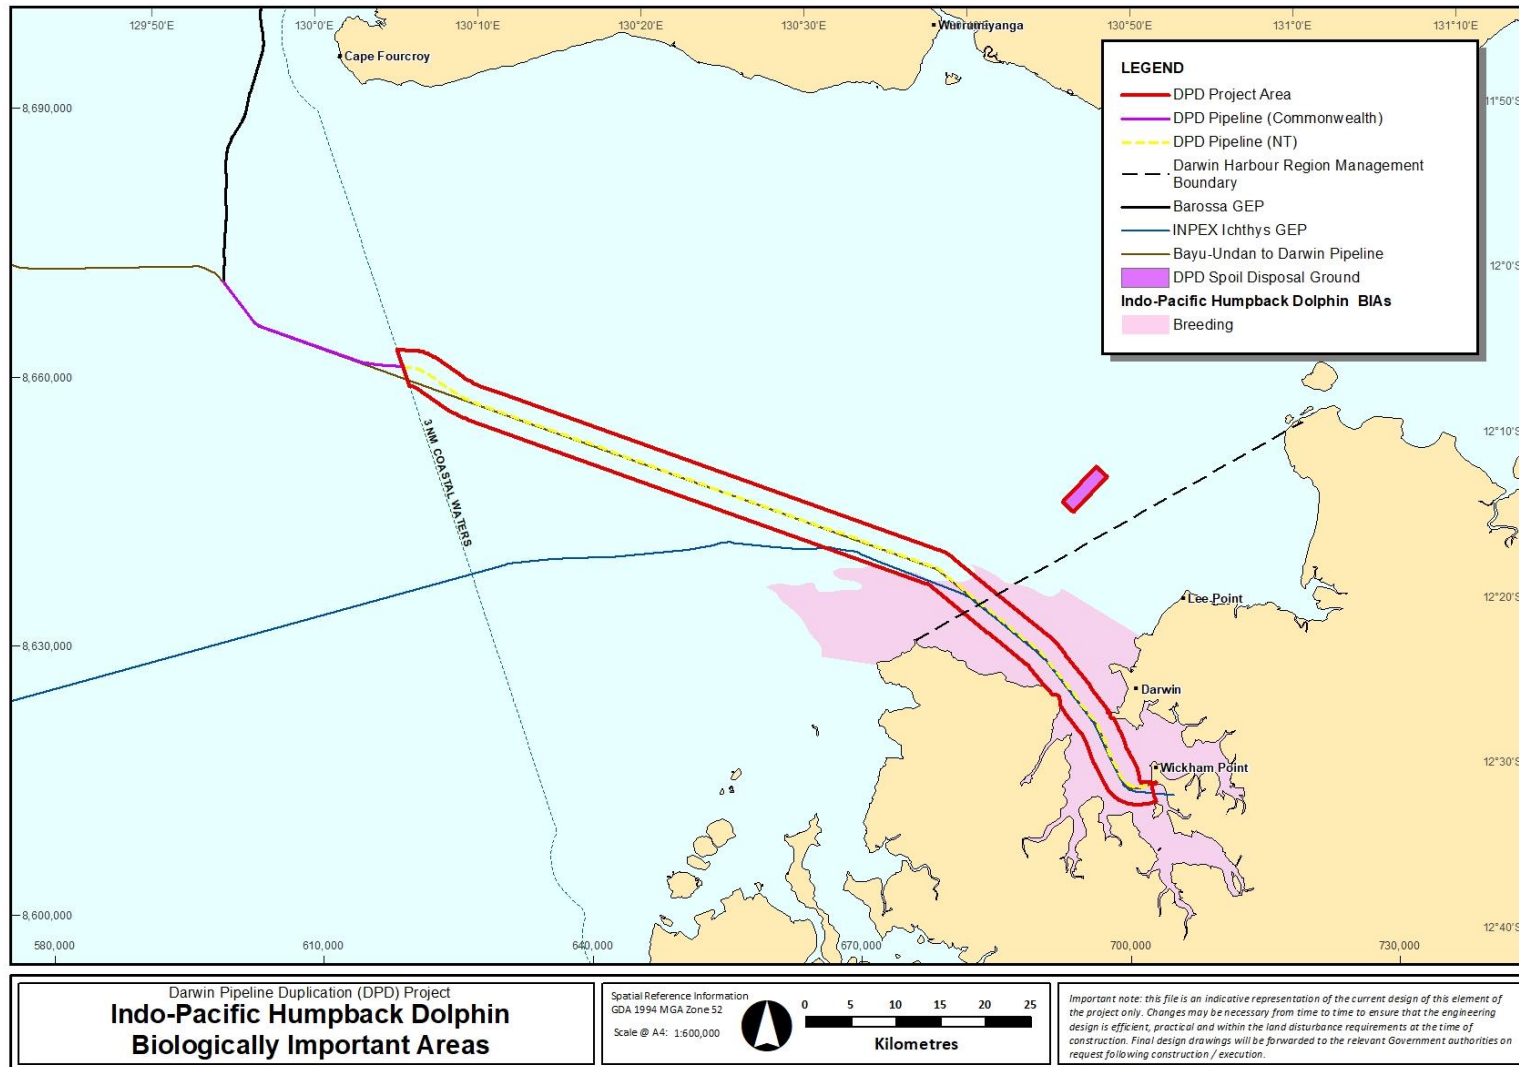 129°50'E
130°0'E
130°10'E
130°20'E
130°30'E
130°50'E
131°0'E
131°10'E
Wurrumiyanga
Cape Fourcroy
LEGEND
DPD Project Area
DPD Pipeline (Commonwealth)
DPD Pipeline (NT)
Darwin Harbour Region Management
Boundary
Barossa GEP
INPEX Ichthys GEP
Bayu-Undan to Darwin Pipeline
DPD Spoil Disposal Ground
Indo-Pacific Humpback Dolphin BIAs
Breeding
8,690,000
11°50'S
12°0'S
8,660,000
12°10'S
3 NM COASTAL WATERS
12°20'S
Lee Point
8,630,000
Darwin
12°30'S
Wickham Point
8,600,000
12°40'S
580,000
610,000
640,000
670,000
700,000
730,000
Darwin Pipeline Duplication (DPD) Project
Indo-Pacific Humpback Dolphin
Biologically Important Areas
Spatial Reference Information
GDA 1994 MGA Zone 52
Scale @ A4: 1:600,000
0 5 10 15 20 25
Kilometres
Important note: this file is an indicative representation of the current design of this element of
the project only. Changes may be necessary from time to time to ensure that the engineering
design is efficient, practical and within the land disturbance requirements at the time of
construction. Final design drawings will be forwarded to the relevant Government authorities on
request following construction / execution.